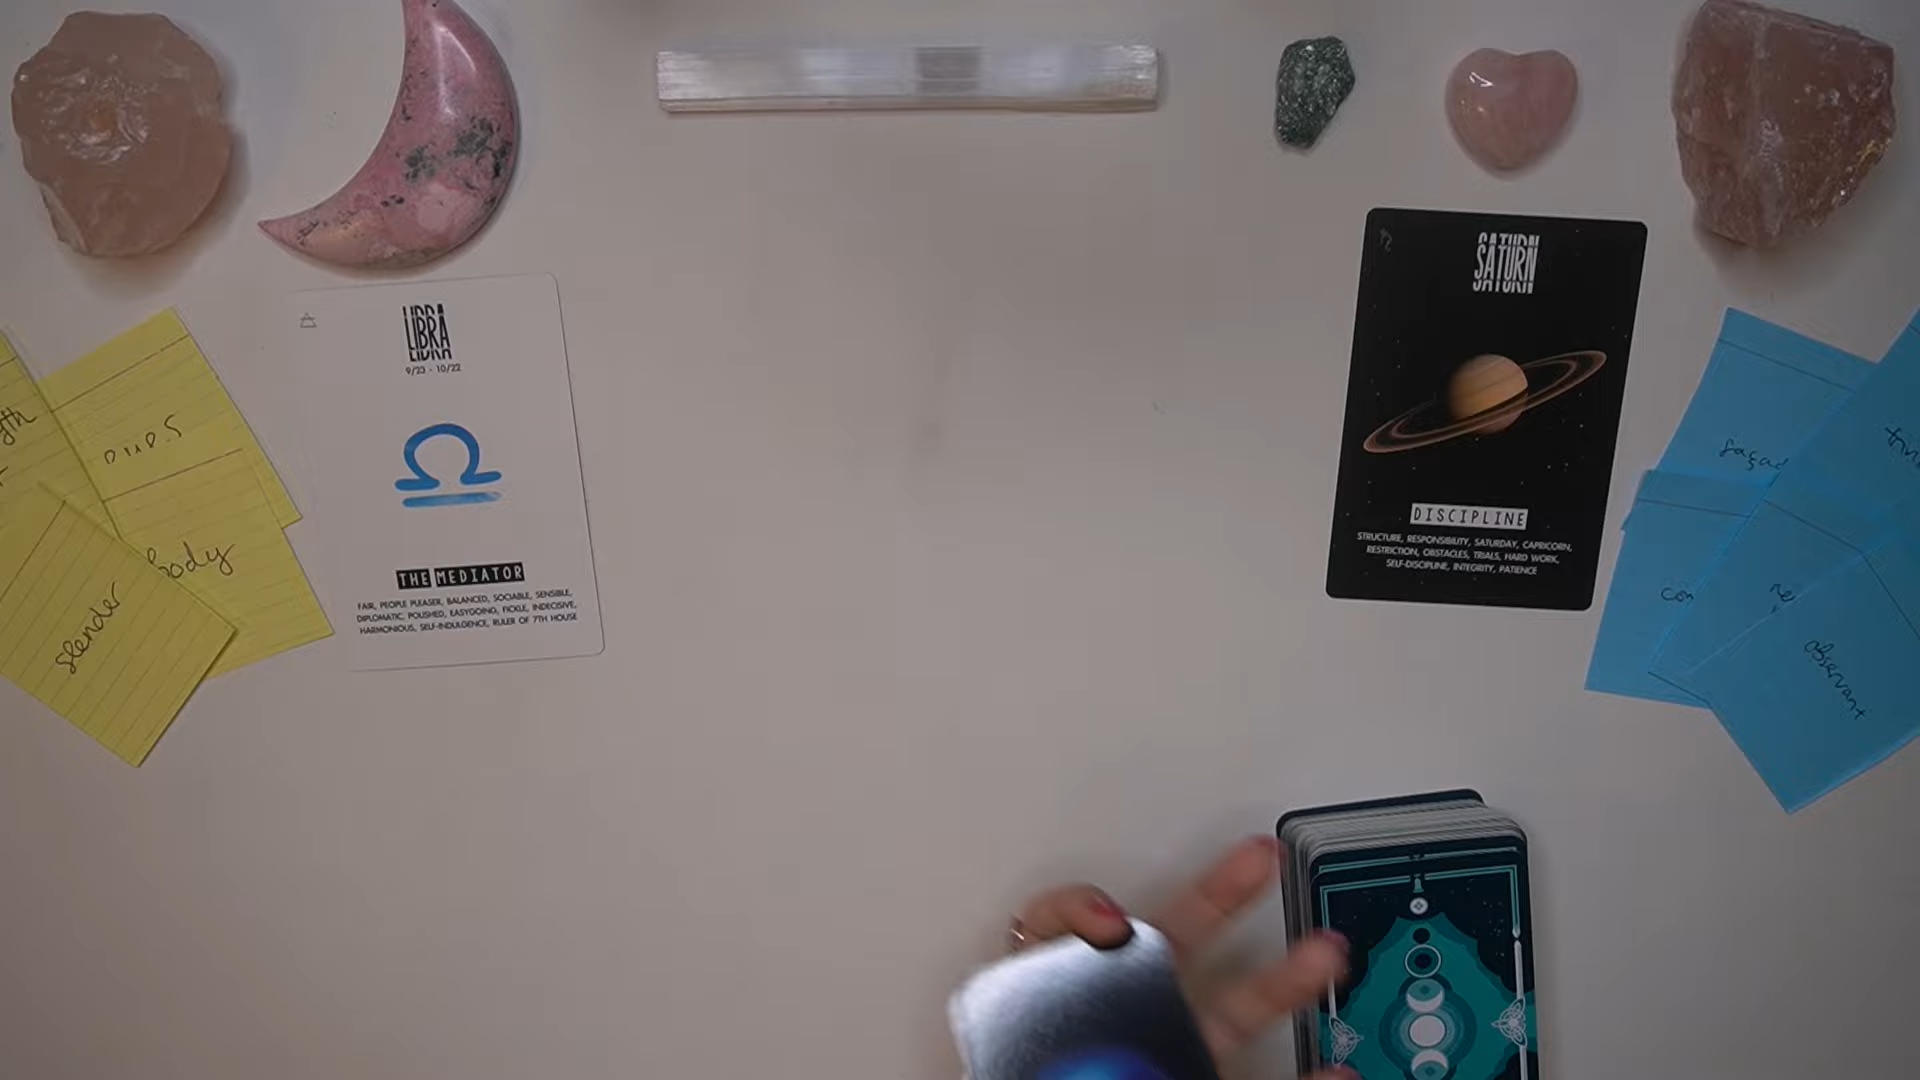 LIBRA
9/23 - 10/22
THE MEDIATOR
FAIR, PEOPLE PLEASER, BALANCED, SOCIABLE, SENSIBLE,
DIPLOMATIC, POLISHED, EASYGOING, FICKLE, INDECISIVE,
HARMONIOUS, SELF-INDULGENCE, RULER OF 7TH HOUSE
SATURN
DISCIPLINE
STRUCTURE, RESPONSIBILITY, SATURDAY, CAPRICORN,
RESTRICTION, OBSTACLES, TRIALS, HARD WORK,
SELF-DISCIPLINE, INTEGRITY, PATIENCE
body
slender
observant